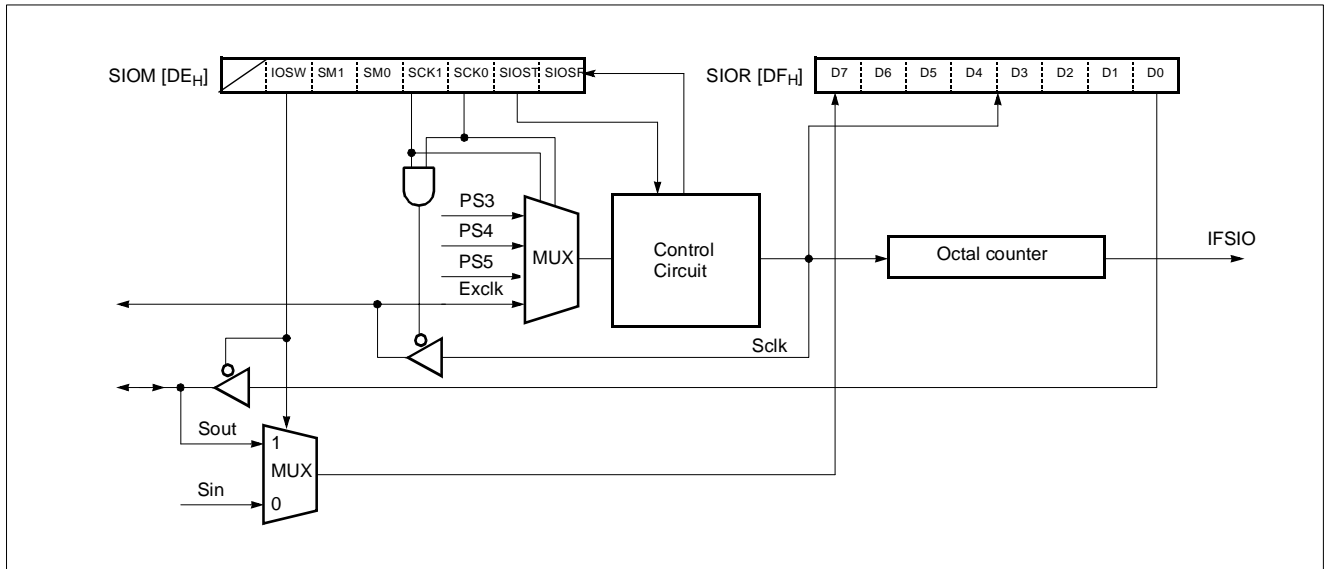 SIOM [DEH] IOSW SM1 SM0 SCK1 SCK0 SIOST SIOSF SIOR [DFH] D7 D6 D5 D4 D3 D2 D1 D0
PS3
PS4
PS5
Exclk
MUX
Control
Circuit
Octal counter
IFSIO
Sclk
Sout
1
MUX
Sin
0